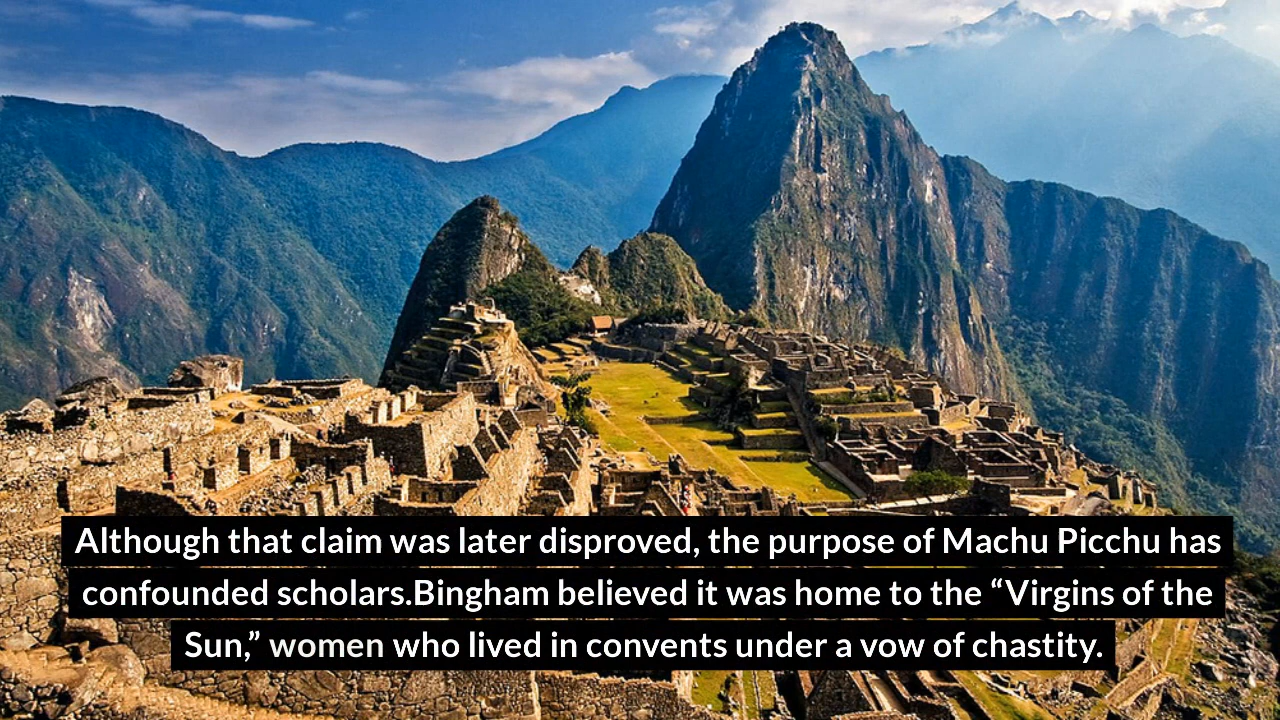 Although that claim was later disproved, the purpose of Machu Picchu has
confounded scholars.Bingham believed it was home to the “Virgins of the
Sun,” women who lived in convents under a vow of chastity.